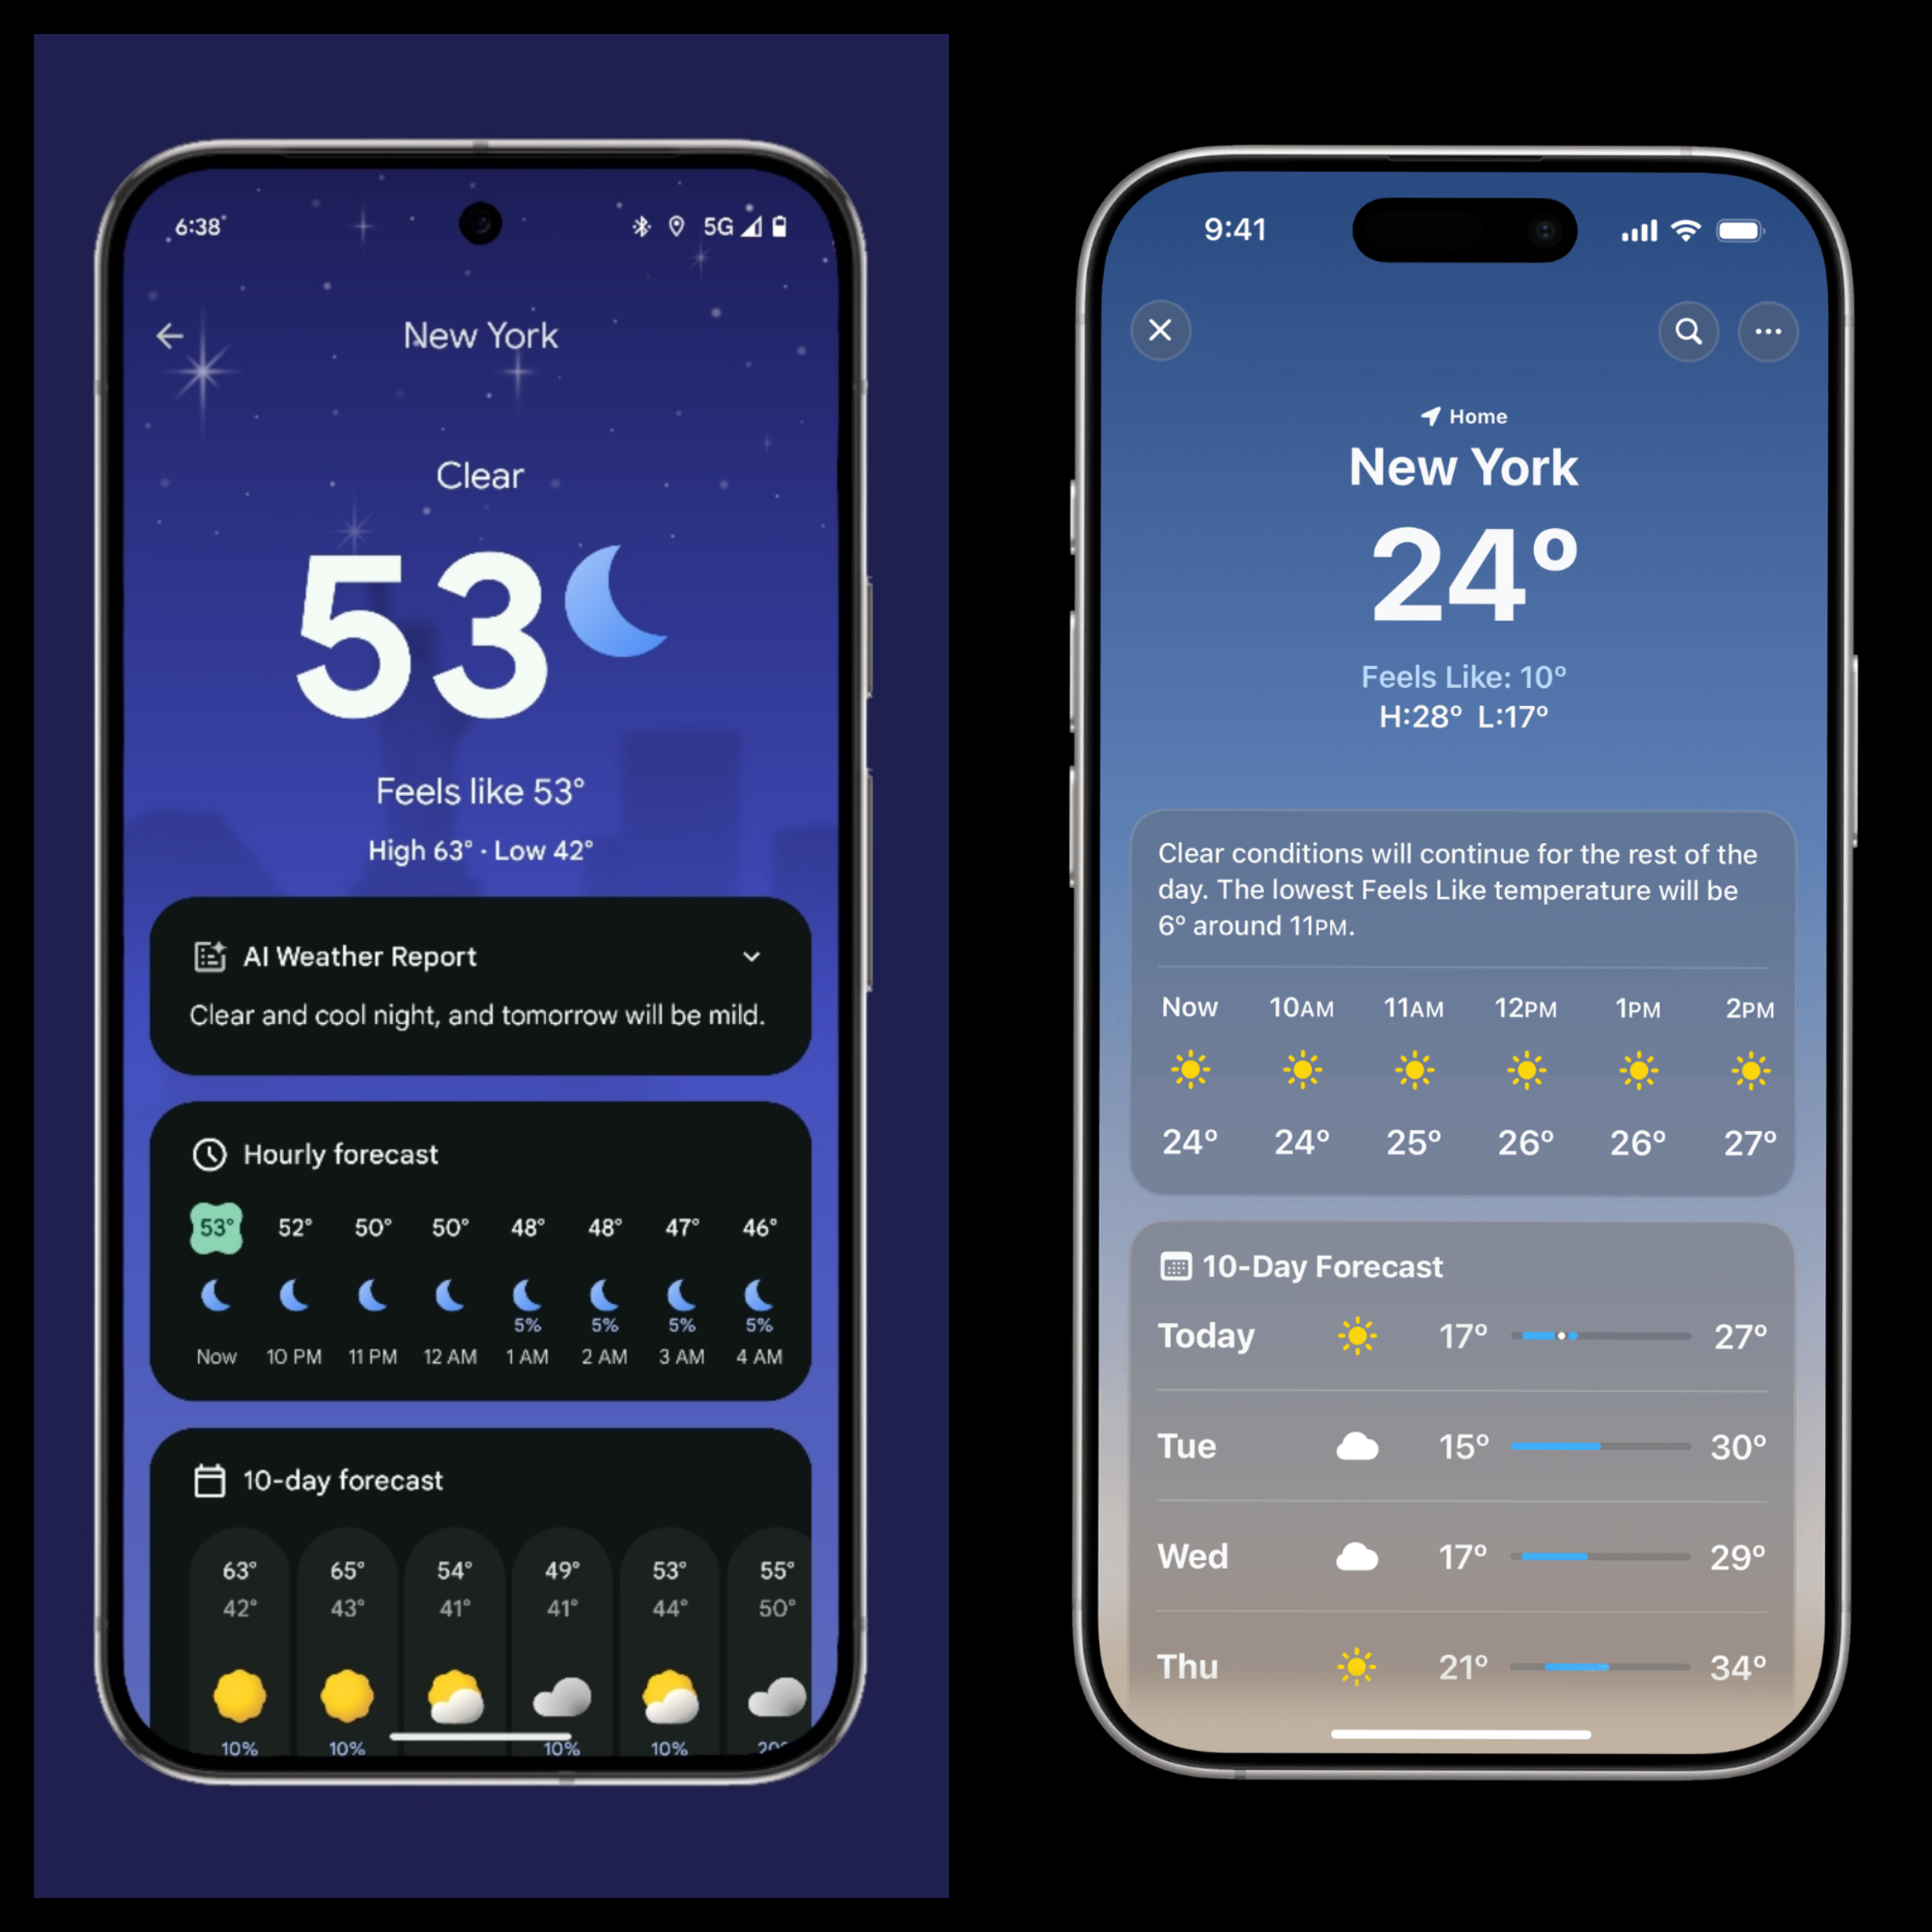 6:38
5G
New York
Clear
53
Feels like 53°
High 63° · Low 42°
AI Weather Report
Clear and cool night, and tomorrow will be mild.
Hourly forecast
53° 52° 50° 50° 48° 48° 47° 46°
5% 5% 5% 5%
Now 10 PM 11 PM 12 AM 1 AM 2 AM 3 AM 4 AM
10-day forecast
63° 65° 54° 49° 53° 55°
42° 43° 41° 41° 44° 50°
10% 10% 10% 10%
9:41
Home
New York
24°
Feels Like: 10°
H:28° L:17°
Clear conditions will continue for the rest of the
day. The lowest Feels Like temperature will be
6° around 11PM.
Now 10AM 11AM 12PM 1PM 2PM
24° 24° 25° 26° 26° 27°
10-Day Forecast
Today 17° 27°
Tue 15° 30°
Wed 17° 29°
Thu 21° 34°